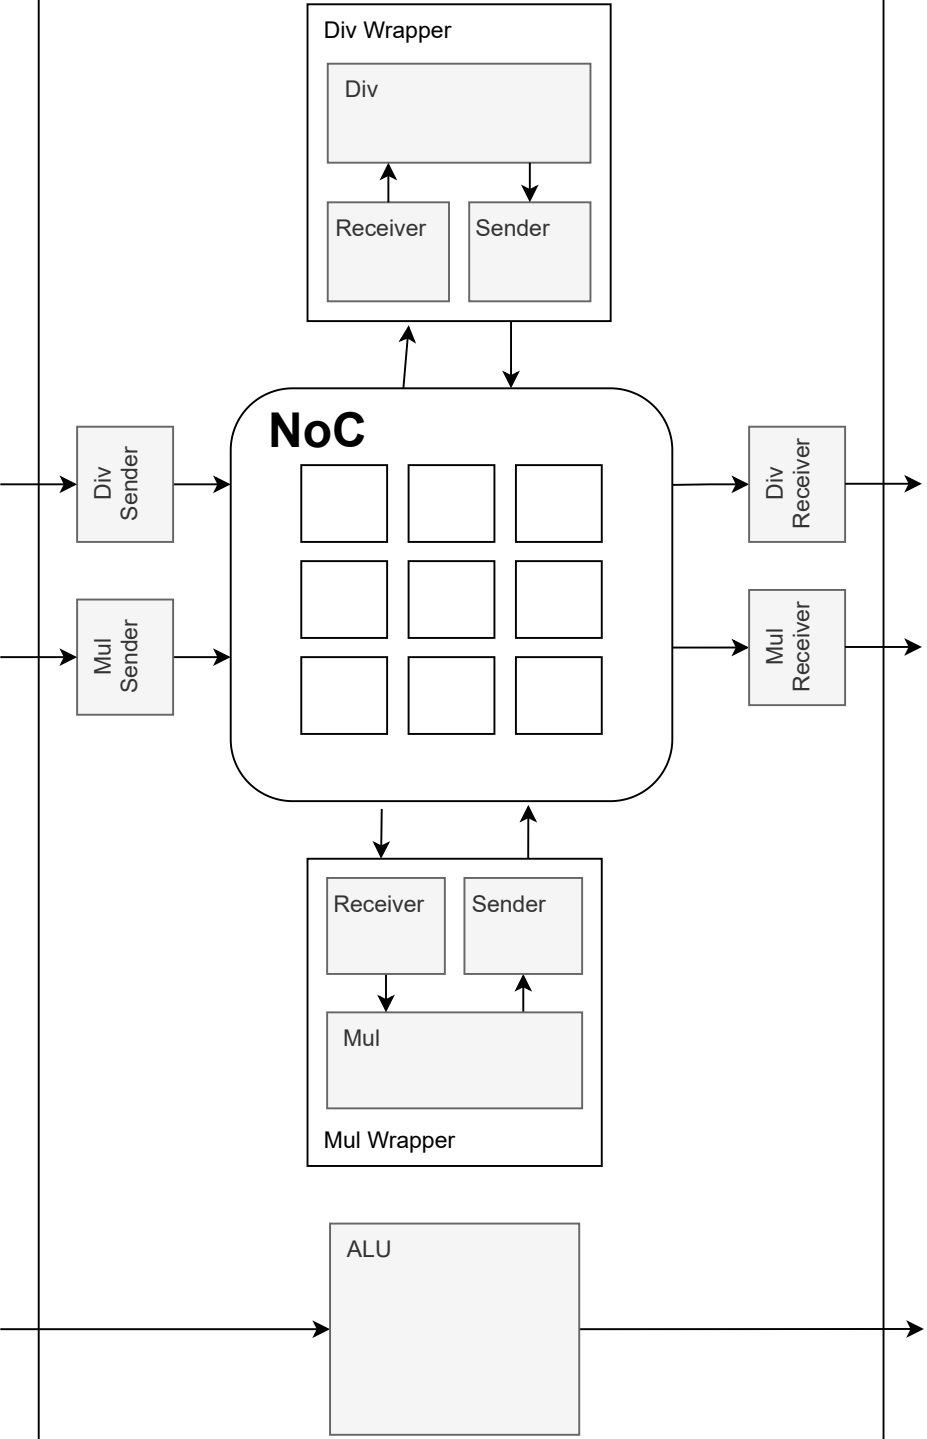 Div Wrapper
Div
Receiver
Sender
NoC
Div
Sender
Div
Receiver
Mul
Sender
Mul
Receiver
Receiver
Sender
Mul
Mul Wrapper
ALU